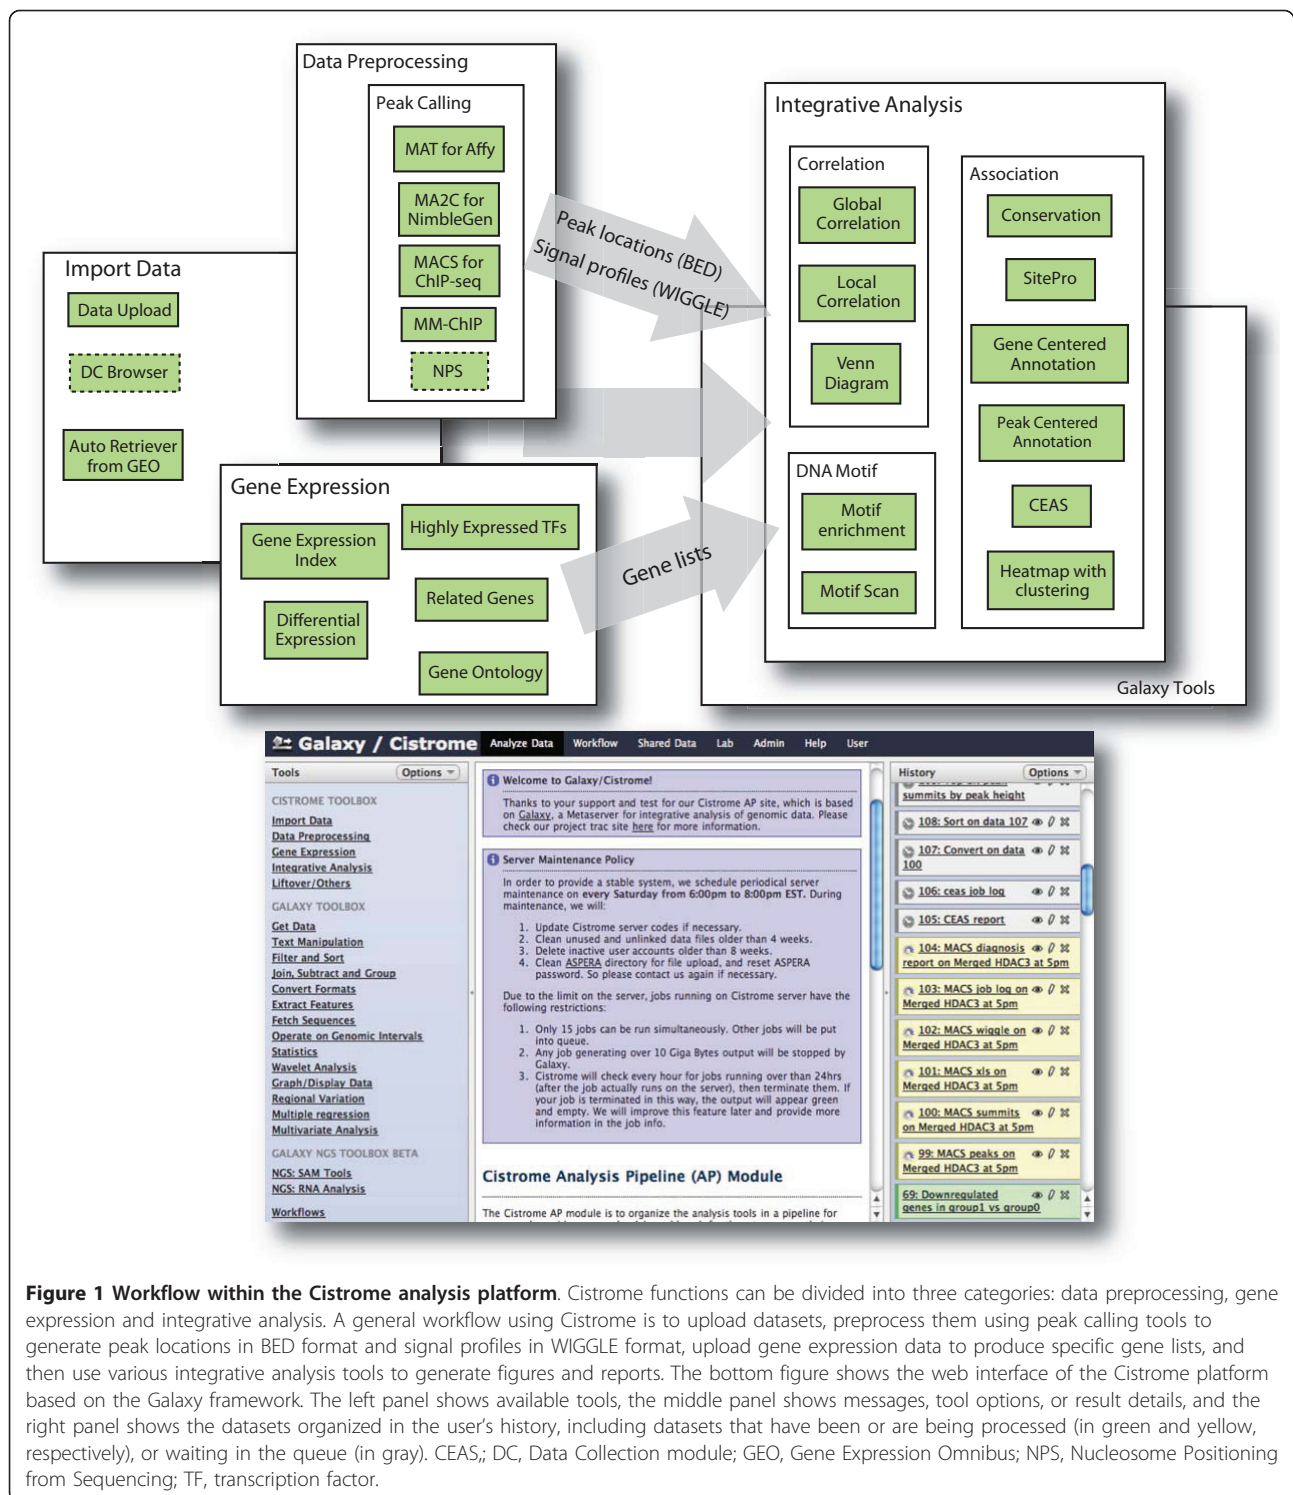 Data Preprocessing
Peak Calling
MAT for Affy
MA2C for
NimbleGen
MACS for
ChIP-seq
MM-ChIP
NPS
Import Data
Data Upload
DC Browser
Auto Retriever
from GEO
Gene Expression
Gene Expression
Index
Differential
Expression
Highly Expressed TFs
Related Genes
Gene Ontology
Peak locations (BED)
Signal profiles (WIGGLE)
Gene lists
Integrative Analysis
Correlation
Global
Correlation
Local
Correlation
Venn
Diagram
DNA Motif
Motif
enrichment
Motif Scan
Association
Conservation
SitePro
Gene Centered
Annotation
Peak Centered
Annotation
CEAS
Heatmap with
clustering
Galaxy Tools
Galaxy / Cistrome
Analyze Data Workflow Shared Data Lab Admin Help User
Tools Options
CISTROME TOOLBOX
Import Data
Data Preprocessing
Gene Expression
Integrative Analysis
Liftover/Others
GALAXY TOOLBOX
Get Data
Text Manipulation
Filter and Sort
Join, Subtract and Group
Convert Formats
Extract Features
Fetch Sequences
Operate on Genomic Intervals
Statistics
Wavelet Analysis
Graph/Display Data
Regional Variation
Multiple regression
Multivariate Analysis
GALAXY NGS TOOLBOX BETA
NGS: SAM Tools
NGS: RNA Analysis
Workflows
Welcome to Galaxy/Cistrome!
Thanks to your support and test for our Cistrome AP site, which is based
on Galaxy, a Metaserver for integrative analysis of genomic data. Please
check our project trac site here for more information.
Server Maintenance Policy
In order to provide a stable system, we schedule periodical server
maintenance on every Saturday from 6:00pm to 8:00pm EST. During
maintenance, we will:
1. Update Cistrome server codes if necessary.
2. Clean unused and unlinked data files older than 4 weeks.
3. Delete inactive user accounts older than 8 weeks.
4. Clean ASPERA directory for file upload, and reset ASPERA
password. So please contact us again if necessary.
Due to the limit on the server, jobs running on Cistrome server have the
following restrictions:
1. Only 15 jobs can be run simultaneously. Other jobs will be put
into queue.
2. Any job generating over 10 Giga Bytes output will be stopped by
Galaxy.
3. Cistrome will check every hour for jobs running over than 24hrs
(after the job actually runs on the server), then terminate them. If
your job is terminated in this way, the output will appear green
and empty. We will improve this feature later and provide more
information in the job info.
Cistrome Analysis Pipeline (AP) Module
The Cistrome AP module is to organize the analysis tools in a pipeline for
History Options
summits by peak height
108: Sort on data 107
107: Convert on data
100
106: ceas job log
105: CEAS report
104: MACS diagnosis
report on Merged HDAC3 at 5pm
103: MACS job log on
Merged HDAC3 at 5pm
102: MACS wiggle on
Merged HDAC3 at 5pm
101: MACS xls on
Merged HDAC3 at 5pm
100: MACS summits
on Merged HDAC3 at 5pm
99: MACS peaks on
Merged HDAC3 at 5pm
69: Downregulated
genes in group1 vs group0
Figure 1 Workflow within the Cistrome analysis platform. Cistrome functions can be divided into three categories: data preprocessing, gene
expression and integrative analysis. A general workflow using Cistrome is to upload datasets, preprocess them using peak calling tools to
generate peak locations in BED format and signal profiles in WIGGLE format, upload gene expression data to produce specific gene lists, and
then use various integrative analysis tools to generate figures and reports. The bottom figure shows the web interface of the Cistrome platform
based on the Galaxy framework. The left panel shows available tools, the middle panel shows messages, tool options, or result details, and the
right panel shows the datasets organized in the user's history, including datasets that have been or are being processed (in green and yellow,
respectively), or waiting in the queue (in gray). CEAS,; DC, Data Collection module; GEO, Gene Expression Omnibus; NPS, Nucleosome Positioning
from Sequencing; TF, transcription factor.